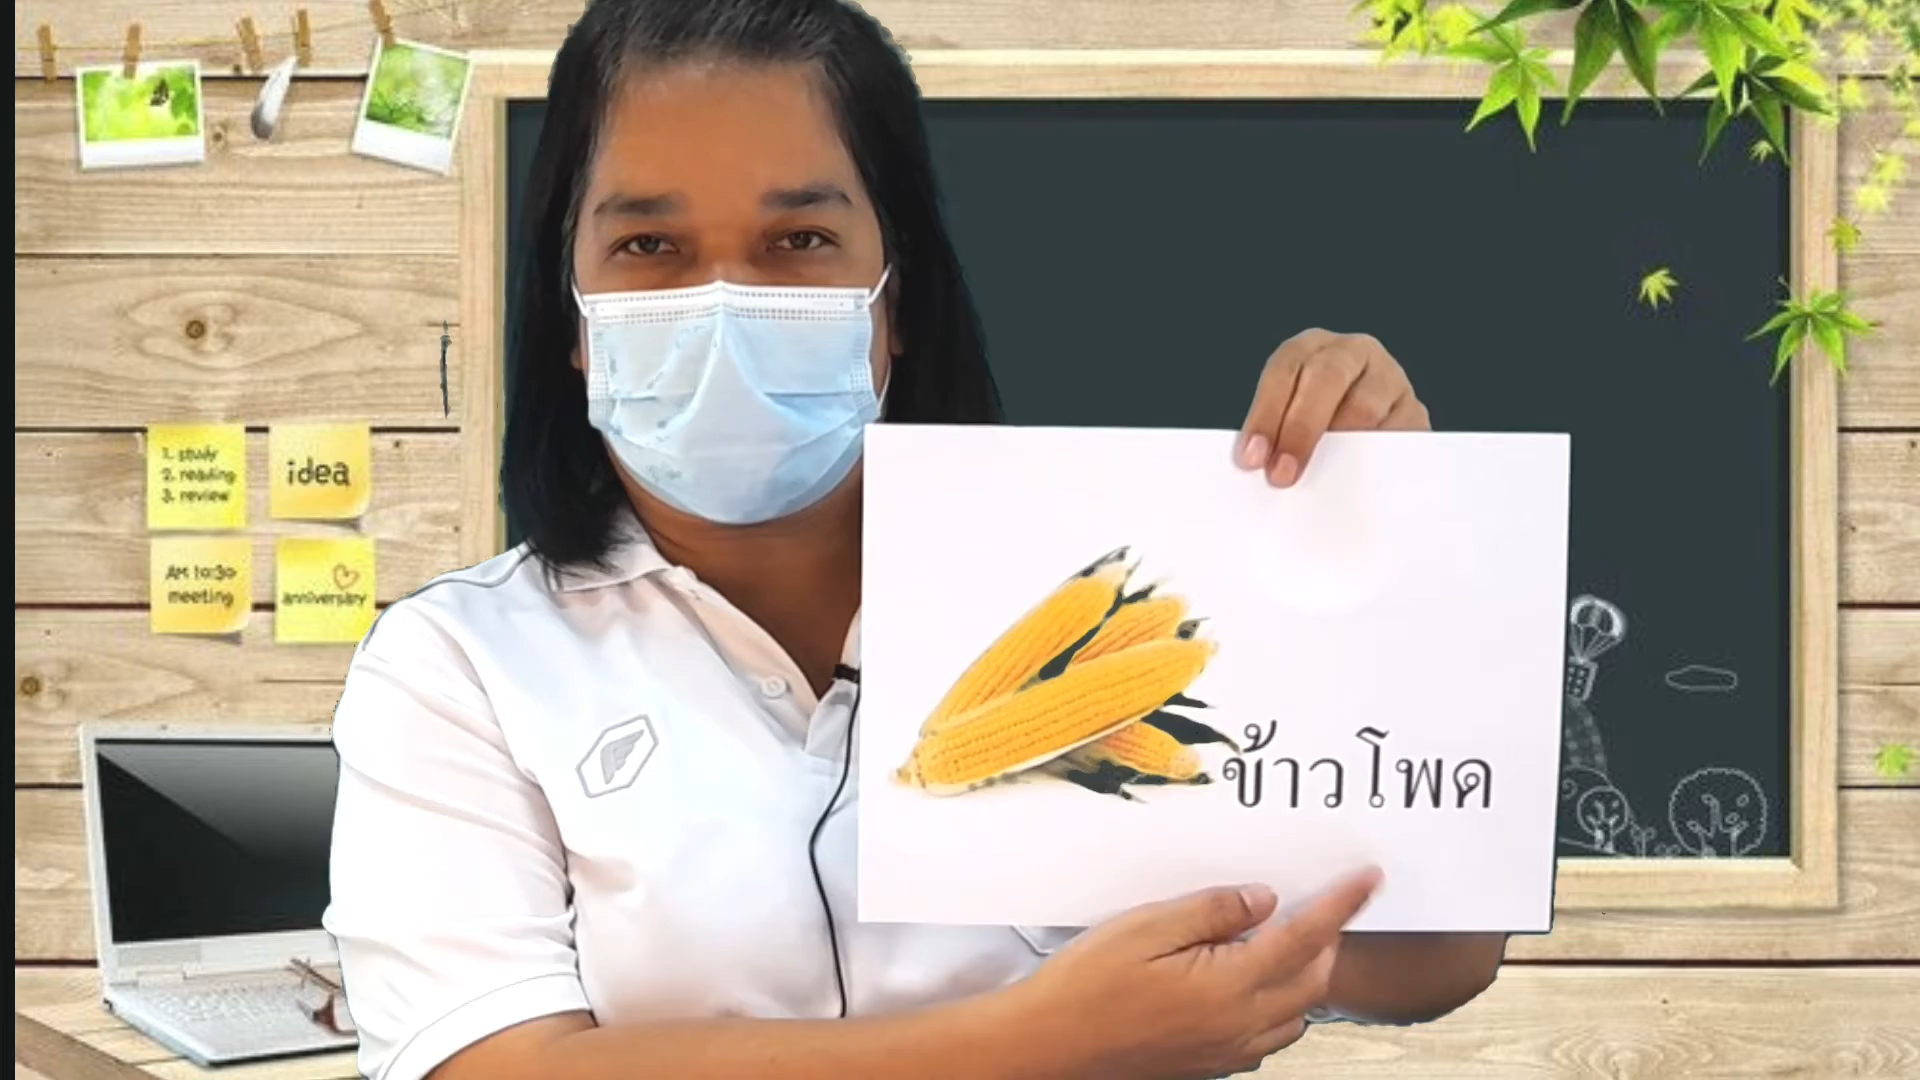 1. study
2. reading
3. review
idea
AM 10:30
meeting
anniversary
ข้าวโพด